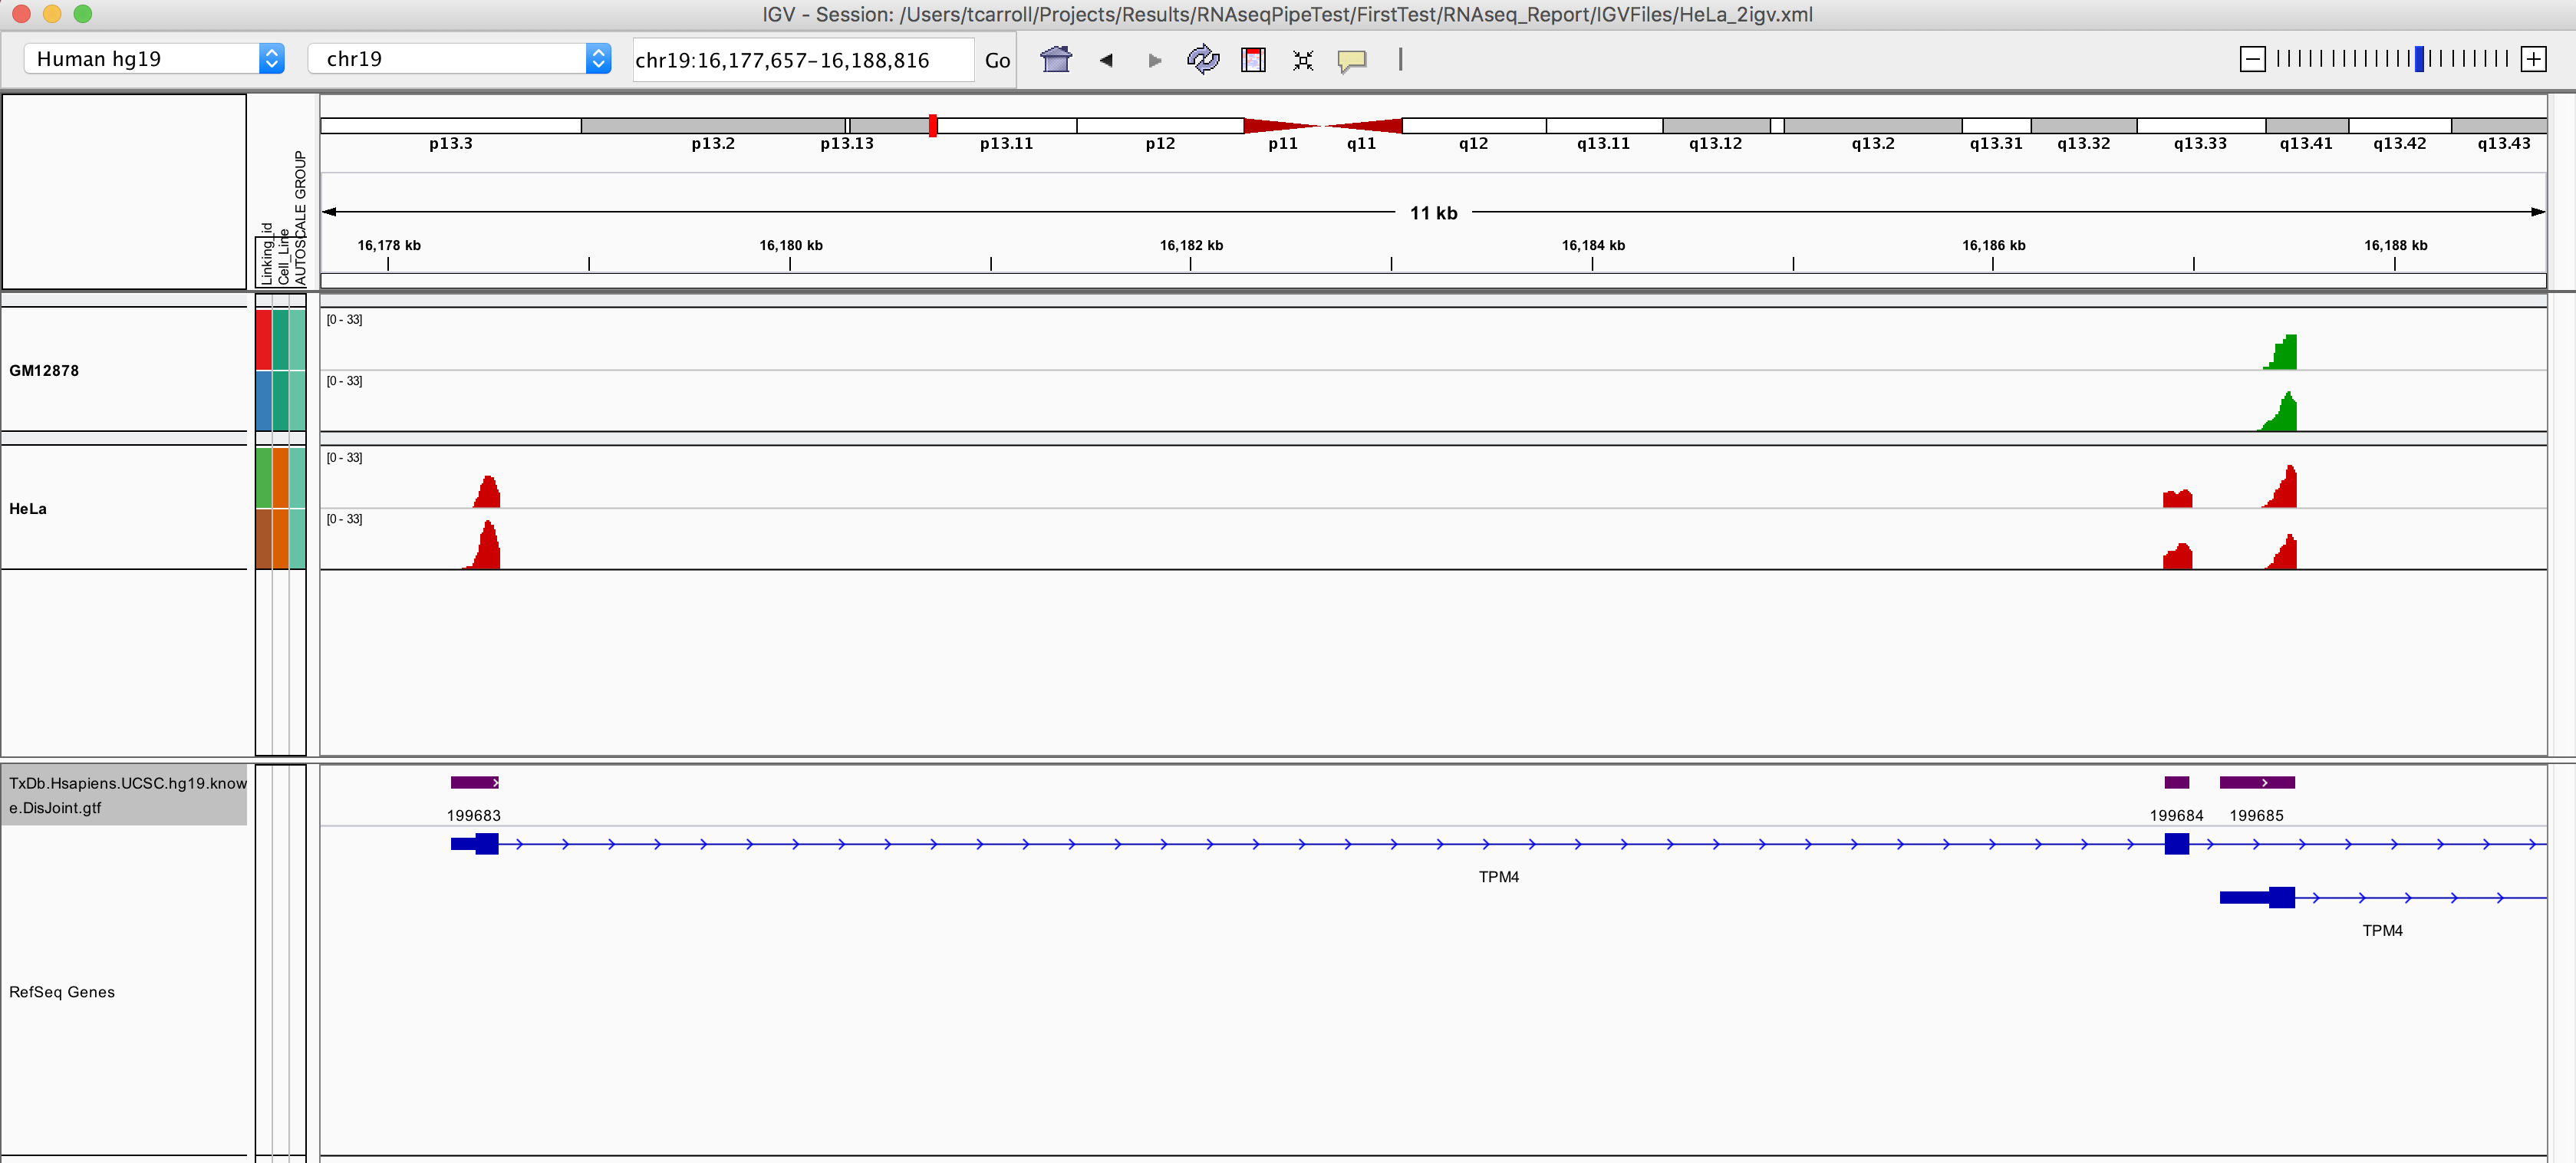 IGV - Session: /Users/tcarroll/Projects/Results/RNAseqPipeTest/FirstTest/RNAseq_Report/IGVFiles/HeLa_2igv.xml
Human hg19 chr19 chr19:16,177,657-16,188,816 Go
p13.3 p13.2 p13.13 p13.11 p12 p11 q11 q12 q13.11 q13.12 q13.2 q13.31 q13.32 q13.33 q13.41 q13.42 q13.43
Linking_id
Cell_Line
AUTOSCALE GROUP
11 kb
16,178 kb 16,180 kb 16,182 kb 16,184 kb 16,186 kb 16,188 kb
[0 - 33]
GM12878
[0 - 33]
[0 - 33]
HeLa
[0 - 33]
TxDb.Hsapiens.UCSC.hg19.know
e.DisJoint.gtf
199683 199684 199685
TPM4
TPM4
RefSeq Genes